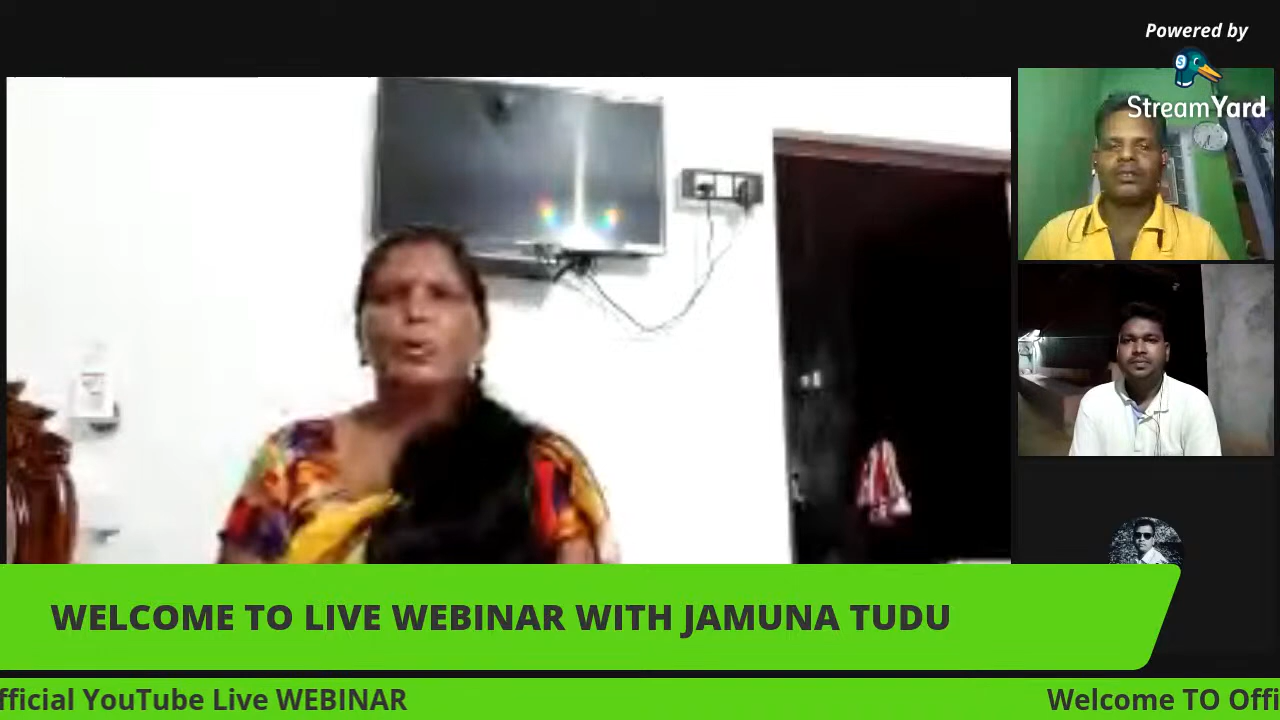 Powered by
StreamYard
WELCOME TO LIVE WEBINAR WITH JAMUNA TUDU
fficial YouTube Live WEBINAR
Welcome TO Offi